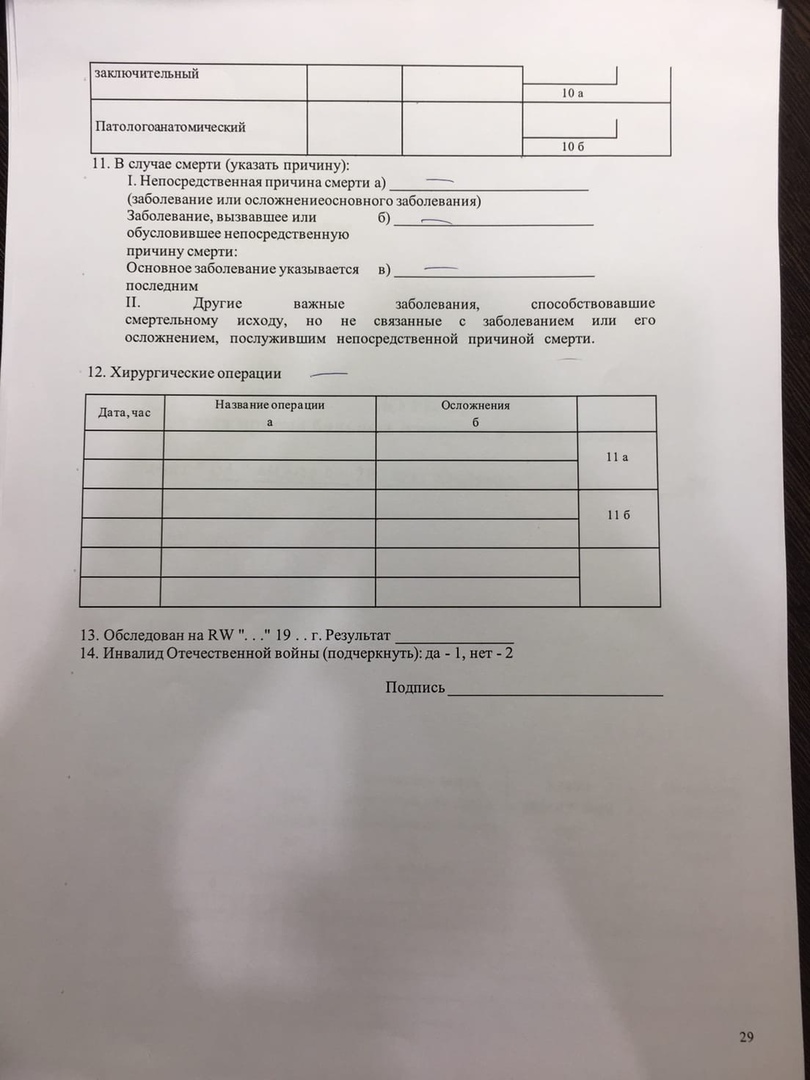 заключительный
10 а
Патологоанатомический
10 б
11. В случае смерти (указать причину):
I. Непосредственная причина смерти а)
(заболевание или осложнениеосновного заболевания)
Заболевание, вызвавшее или б)
обусловившее непосредственную
причину смерти:
Основное заболевание указывается в)
последним
II. Другие важные заболевания, способствовавшие
смертельному исходу, но не связанные с заболеванием или его
осложнением, послужившим непосредственной причиной смерти.
12. Хирургические операции
Дата, час
Название операции
а
Осложнения
б
11 а
11 б
13. Обследован на RW ". . ." 19 . . г. Результат
14. Инвалид Отечественной войны (подчеркнуть): да - 1, нет - 2
Подпись
29